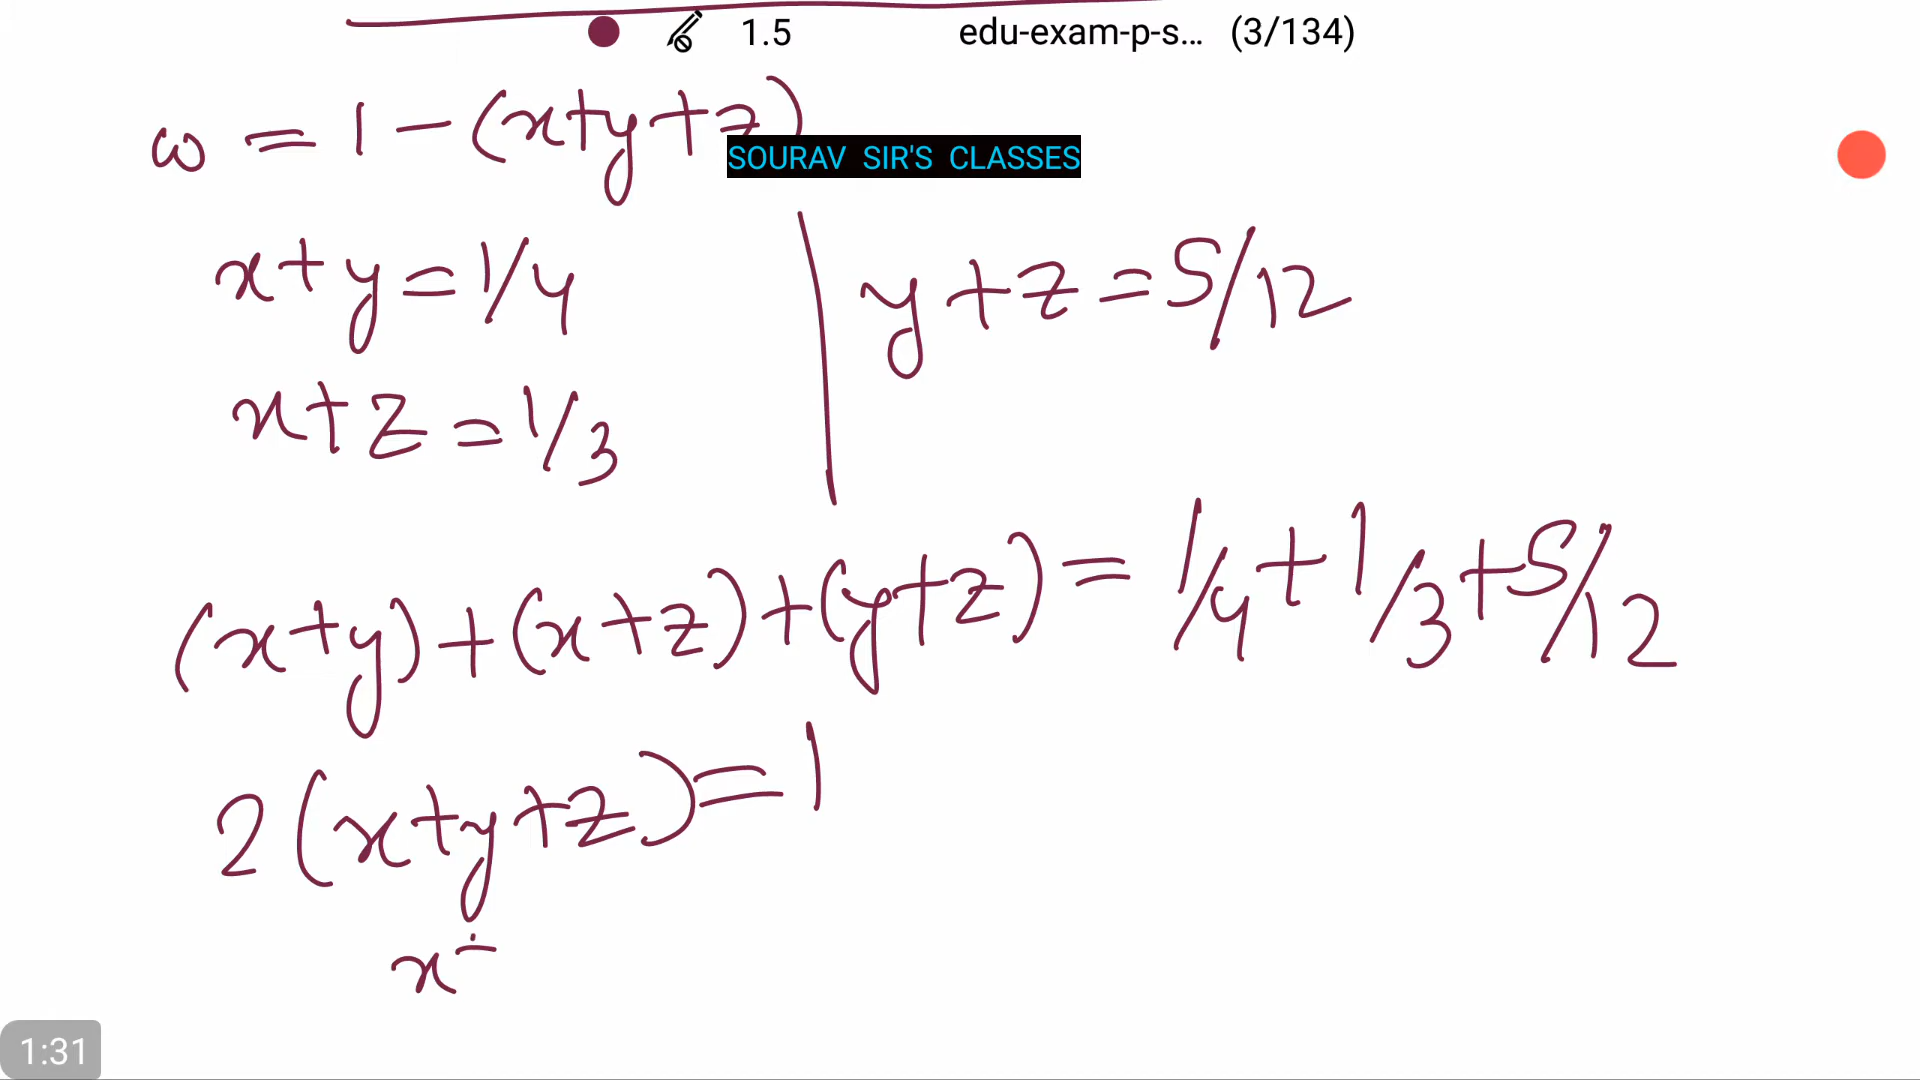 1.5 edu-exam-p-s... (3/134)
ω = 1 - (x+y+z)
SOURAV SIR'S CLASSES
x+y = 1/4
y+z = 5/12
x+z = 1/3
(x+y)+(x+z)+(y+z) = 1/4+1/3+5/12
2(x+y+z) = 1
x+
1:31